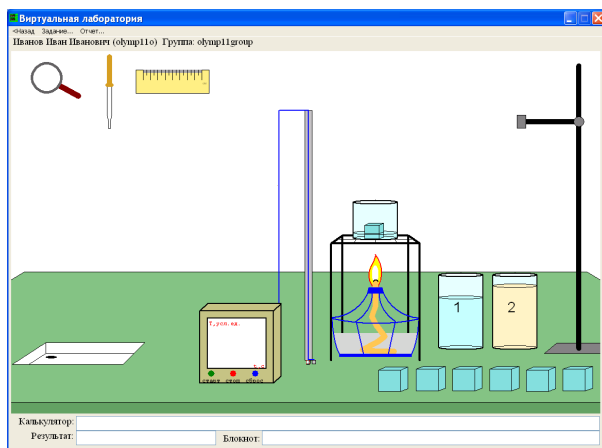 Виртуальная лаборатория
<Назад Задание... Отчет...
Иванов Иван Иванович (olymp11o) Группа: olymp11group
1
2
T,усл.ед.
t,c
старт стоп сброс
Калькулятор:
Результат:
Блокнот: